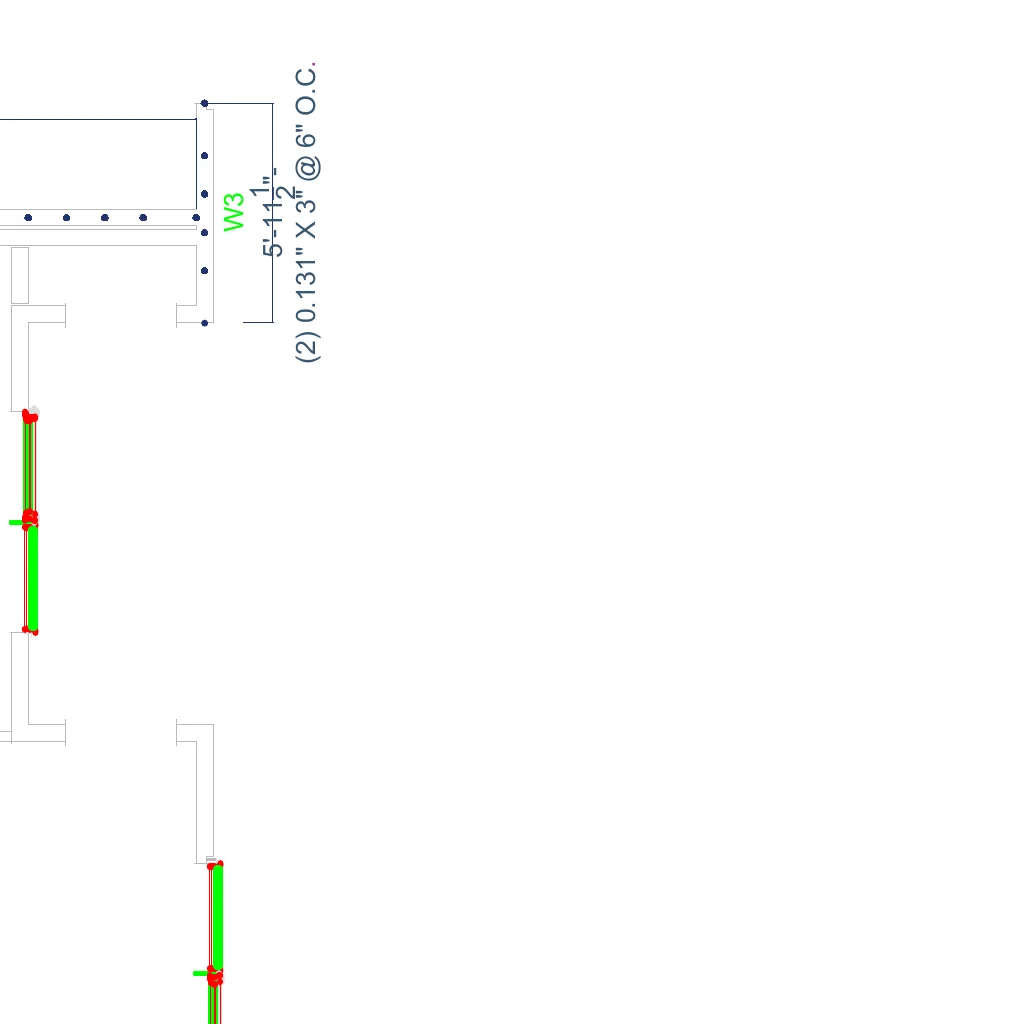 W3
5'-11 1/2"-
(2) 0.131" X 3" @ 6" O.C.